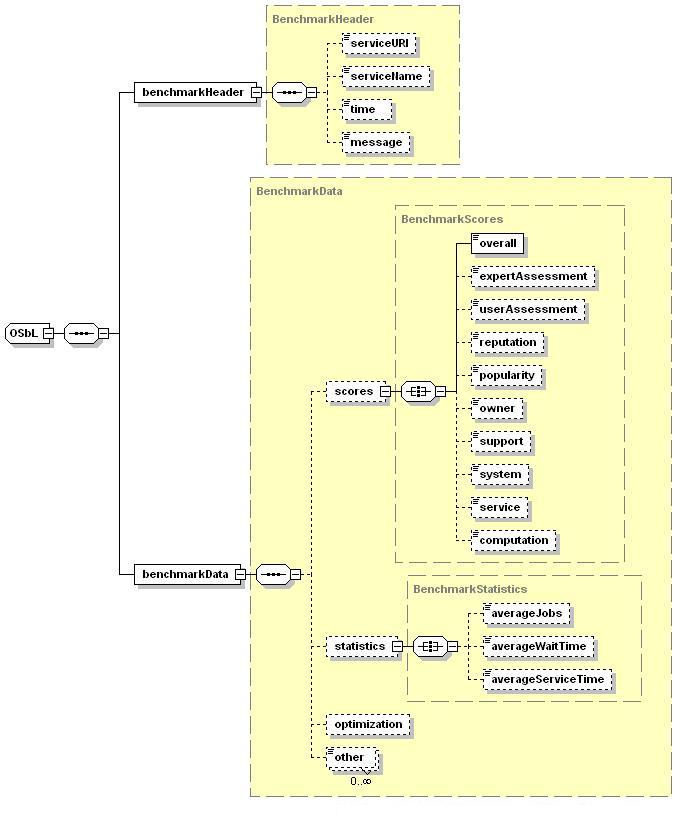 BenchmarkHeader
serviceURI
serviceName
benchmarkHeader
time
message
BenchmarkData
BenchmarkScores
overall
expertAssessment
userAssessment
OSbL
reputation
popularity
scores
owner
support
system
service
computation
benchmarkData
BenchmarkStatistics
averageJobs
statistics
averageWaitTime
averageServiceTime
optimization
other
0..∞